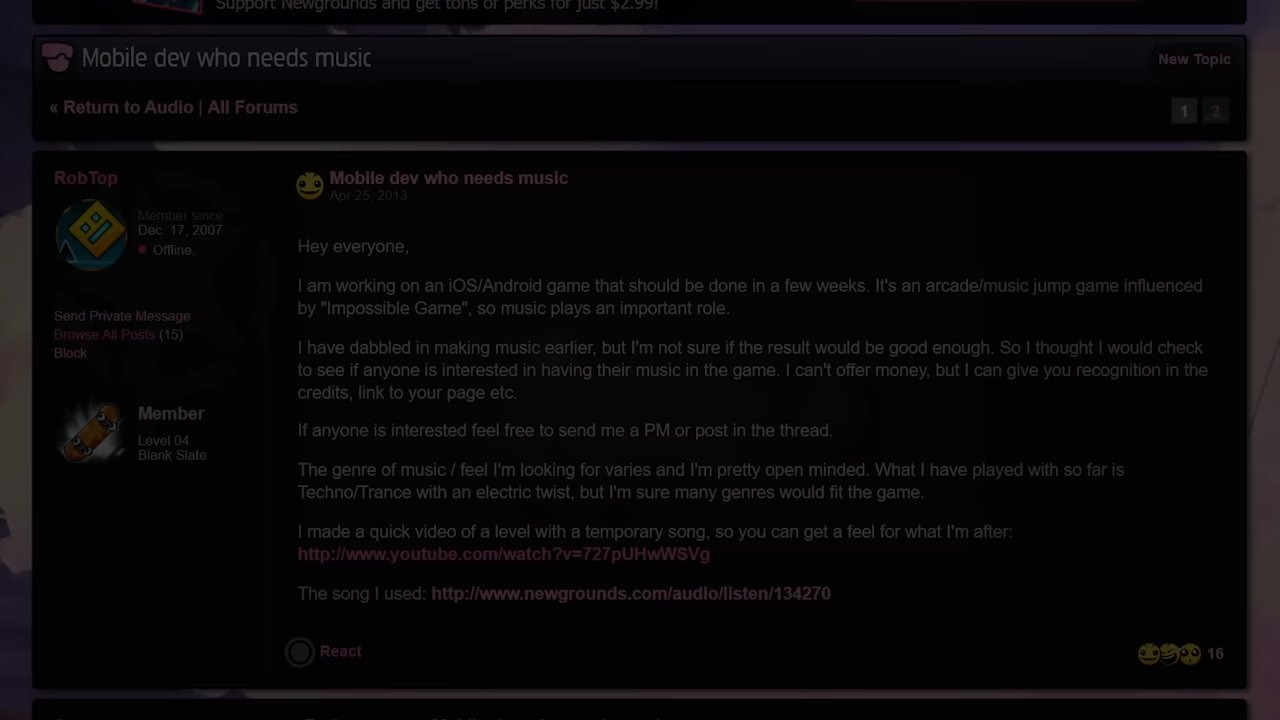 Support Newgrounds and get tons of perks for just $2.99!
Mobile dev who needs music
New Topic
« Return to Audio | All Forums
1 2
RobTop
Member since
Dec. 17, 2007
Offline.
Send Private Message
Browse All Posts (15)
Block
Member
Level 04
Blank Slate
Mobile dev who needs music
Apr 25, 2013
Hey everyone,
I am working on an iOS/Android game that should be done in a few weeks. It's an arcade/music jump game influenced
by "Impossible Game", so music plays an important role.
I have dabbled in making music earlier, but I'm not sure if the result would be good enough. So I thought I would check
to see if anyone is interested in having their music in the game. I can't offer money, but I can give you recognition in the
credits, link to your page etc.
If anyone is interested feel free to send me a PM or post in the thread.
The genre of music / feel I'm looking for varies and I'm pretty open minded. What I have played with so far is
Techno/Trance with an electric twist, but I'm sure many genres would fit the game.
I made a quick video of a level with a temporary song, so you can get a feel for what I'm after:
http://www.youtube.com/watch?v=727pUHwWSVg
The song I used: http://www.newgrounds.com/audio/listen/134270
React
16